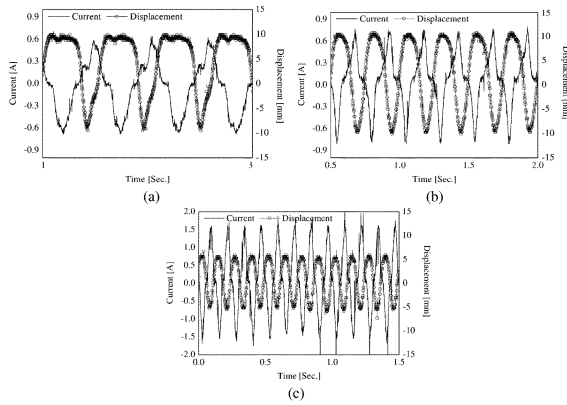 Current Displacement
0.9
0.6
0.3
0.0
-0.3
-0.6
-0.9
Current [A]
15
10
5
0
-5
-10
-15
Displacement [mm]
1 3
Time [Sec.]
(a)
Current Displacement
0.9
0.6
0.3
0.0
-0.3
-0.6
-0.9
Current [A]
15
10
5
0
-5
-10
-15
Displacement [mm]
0.5 1.0 1.5 2.0
Time [Sec.]
(b)
Current Displacement
2.0
1.5
1.0
0.5
0.0
-0.5
-1.0
-1.5
-2.0
Current [A]
15
10
5
0
-5
-10
-15
Displacement [mm]
0.0 0.5 1.0 1.5
Time [Sec.]
(c)